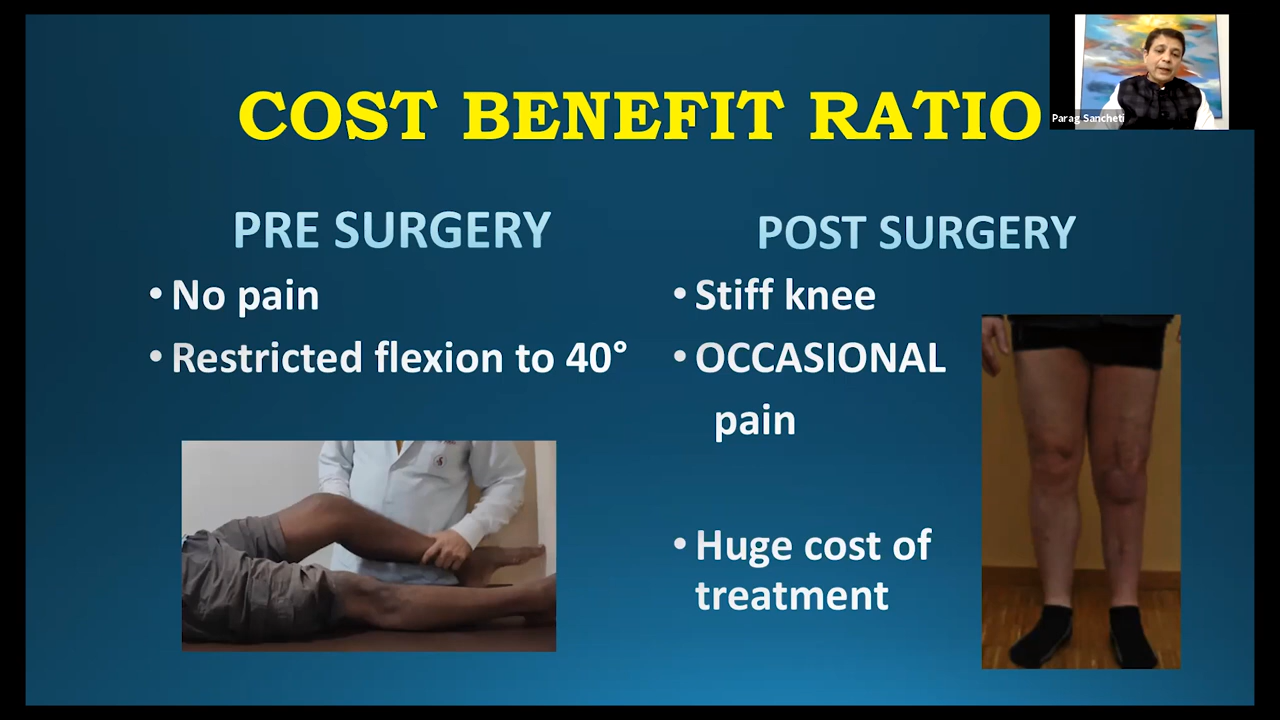 COST BENEFIT RATIO
Parag Sancheti
PRE SURGERY
• No pain
• Restricted flexion to 40°
POST SURGERY
• Stiff knee
• OCCASIONAL
pain
• Huge cost of
treatment